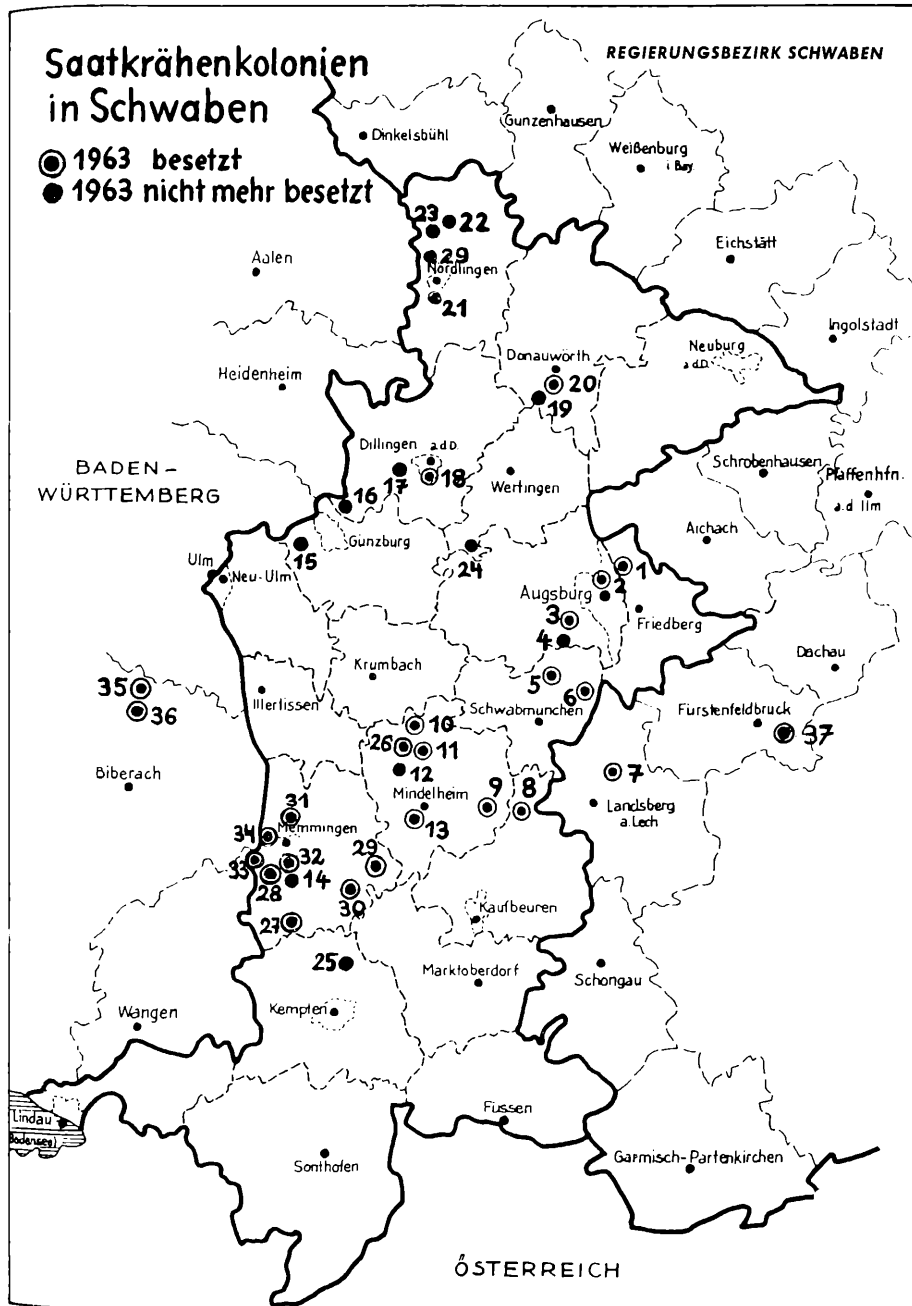 Saatkrähenkolonien
in Schwaben
1963 besetzt
1963 nicht mehr besetzt
REGIERUNGSBEZIRK SCHWABEN
Dinkelsbühl
Gunzenhausen
Weißenburg
i Bay.
23
22
Eichstätt
Aalen
29
Nördlingen
21
Ingolstadt
Neuburg
a.d.D.
Donauwörth
Heidenheim
20
19
Dillingen
a.d.D.
BADEN-
WÜRTTEMBERG
17
18
Wertingen
Schrobenhausen
Pfaffenhfn.
a.d Ilm
16
Aichach
Günzburg
15
24
Ulm
Neu-Ulm
1
2
Augsburg
3
Friedberg
4
Krumbach
Dachau
5
35
Illertissen
6
36
Schwabmünchen
Fürstenfeldbruck
10
37
26
11
12
7
Biberach
Mindelheim
9
8
Landsberg
a.Lech
31
13
34
Memmingen
33
32
29
28
14
30
Kaufbeuren
27
25
Marktoberdorf
Schongau
Kempten
Wangen
Lindau
(Bodensee)
Füssen
Sonthofen
Garmisch-Partenkirchen
ÖSTERREICH